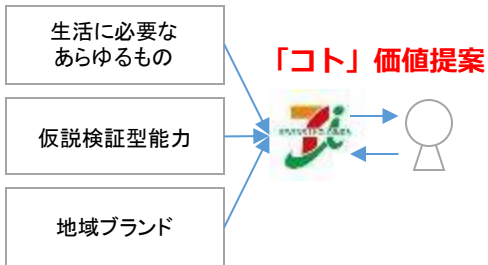 生活に必要な
あらゆるもの
「コト」価値提案
仮説検証型能力
地域ブランド